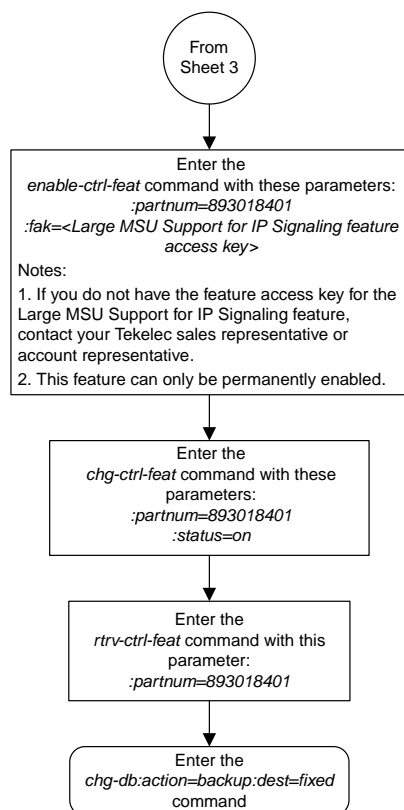 From
Sheet 3
Enter the
enable-ctrl-feat command with these parameters:
:partnum=893018401
:fak=<Large MSU Support for IP Signaling feature
access key>
Notes:
1. If you do not have the feature access key for the
Large MSU Support for IP Signaling feature,
contact your Tekelec sales representative or
account representative.
2. This feature can only be permanently enabled.
Enter the
chg-ctrl-feat command with these
parameters:
:partnum=893018401
:status=on
Enter the
rtrv-ctrl-feat command with this
parameter:
:partnum=893018401
Enter the
chg-db:action=backup:dest=fixed
command